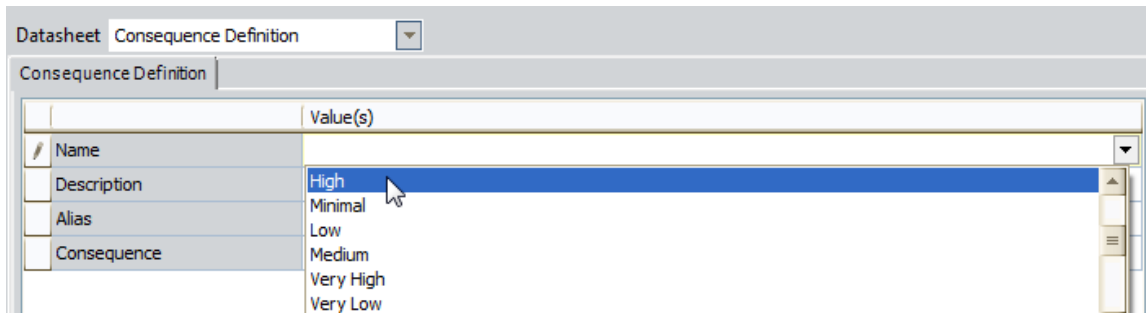 Datasheet Consequence Definition
Consequence Definition
Value(s)
Name
High
Description
Minimal
Alias
Low
Consequence
Medium
Very High
Very Low